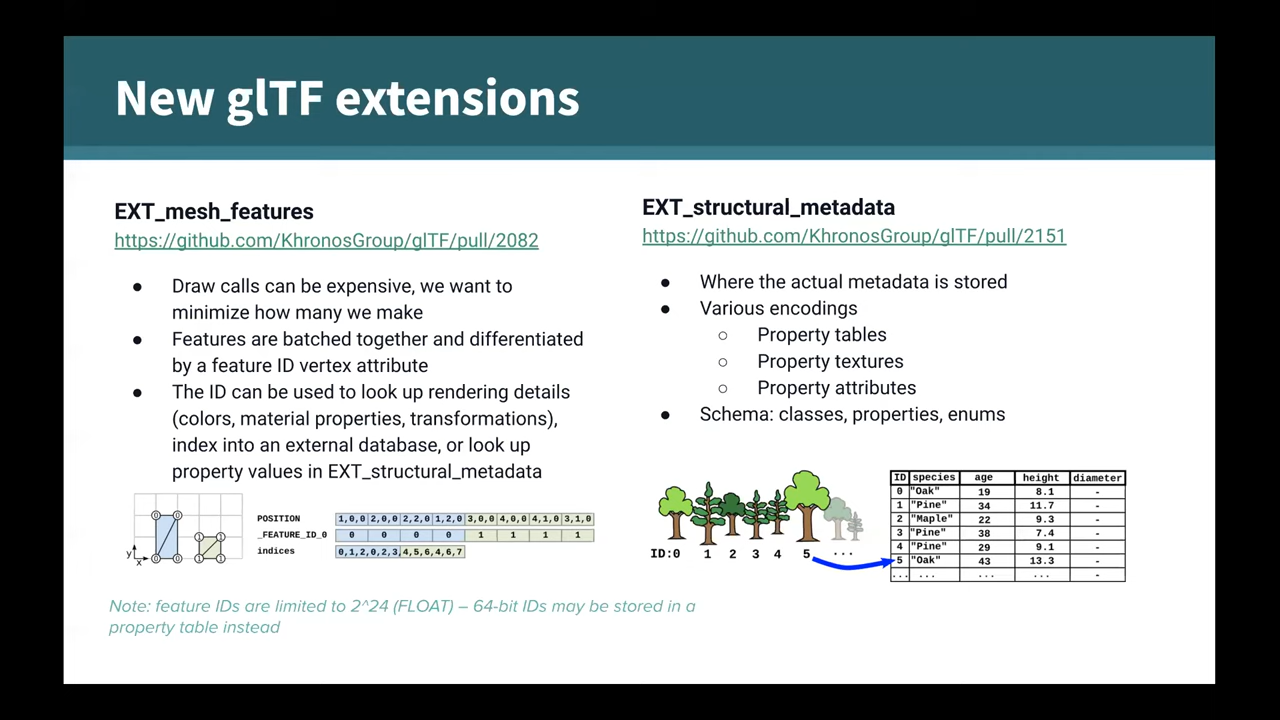 New glTF extensions
EXT_mesh_features
https://github.com/KhronosGroup/glTF/pull/2082
● Draw calls can be expensive, we want to
minimize how many we make
● Features are batched together and differentiated
by a feature ID vertex attribute
● The ID can be used to look up rendering details
(colors, material properties, transformations),
index into an external database, or look up
property values in EXT_structural_metadata
y
x
0 0
0 0
1 1
1 1
POSITION 1,0,0 2,0,0 2,2,0 1,2,0 3,0,0 4,0,0 4,1,0 3,1,0
_FEATURE_ID_0 0 0 0 0 1 1 1 1
indices 0,1,2,0,2,3, 4,5,6,4,6,7
Note: feature IDs are limited to 2^24 (FLOAT) – 64-bit IDs may be stored in a
property table instead
EXT_structural_metadata
https://github.com/KhronosGroup/glTF/pull/2151
● Where the actual metadata is stored
● Various encodings
○ Property tables
○ Property textures
○ Property attributes
● Schema: classes, properties, enums
ID:0 1 2 3 4 5 ...
ID species age height diameter
0 "Oak" 19 8.1 -
1 "Pine" 34 11.7 -
2 "Maple" 22 9.3 -
3 "Pine" 38 7.4 -
4 "Pine" 29 9.1 -
5 "Oak" 43 13.3 -
... ... ... ... -